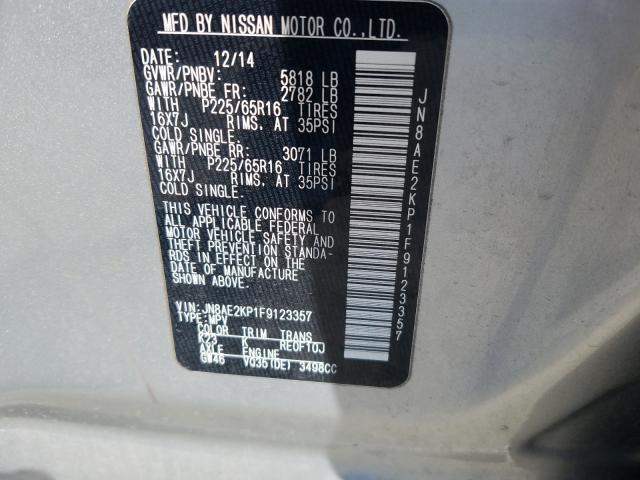 MFD BY NISSAN MOTOR CO.,LTD.
DATE: 12/14
GVWR/PNBV: 5818 LB
GAWR/PNBE FR: 2782 LB
WITH P225/65R16 TIRES
16X7J RIMS. AT 35PSI
COLD SINGLE.
GAWR/PNBE RR: 3071 LB
WITH P225/65R16 TIRES
16X7J RIMS. AT 35PSI
COLD SINGLE.
THIS VEHICLE CONFORMS TO
ALL APPLICABLE FEDERAL
MOTOR VEHICLE SAFETY AND
THEFT PREVENTION STANDA-
RDS IN EFFECT ON THE
DATE OF MANUFACTURE
SHOWN ABOVE.
VIN: JN8AE2KP1F9123357
TYPE: MPV
COLOR TRIM TRANS
K23 K RE0F10J
AXLE ENGINE
GW46 VQ35(DE) 3498CC
JN8AE2KP1F9123357